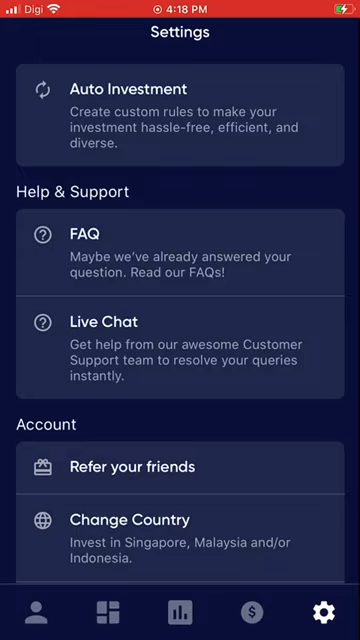 Digi
4:18 PM
Settings
Auto Investment
Create custom rules to make your
investment hassle-free, efficient, and
diverse.
Help & Support
FAQ
Maybe we've already answered your
question. Read our FAQs!
Live Chat
Get help from our awesome Customer
Support team to resolve your queries
instantly.
Account
Refer your friends
Change Country
Invest in Singapore, Malaysia and/or
Indonesia.